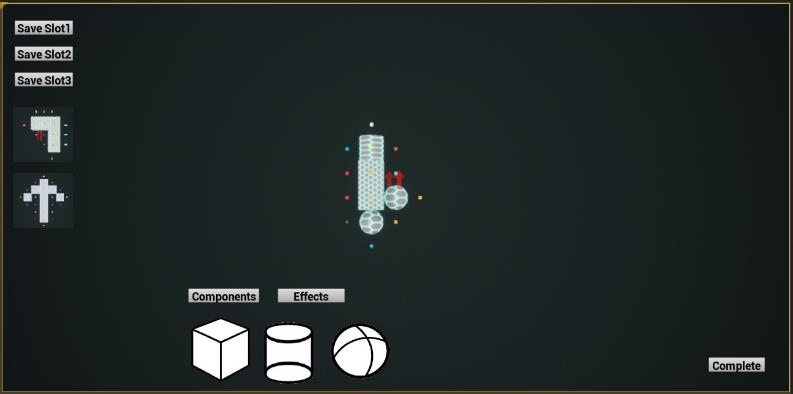 Save Slot1
Save Slot2
Save Slot3
Components
Effects
Complete